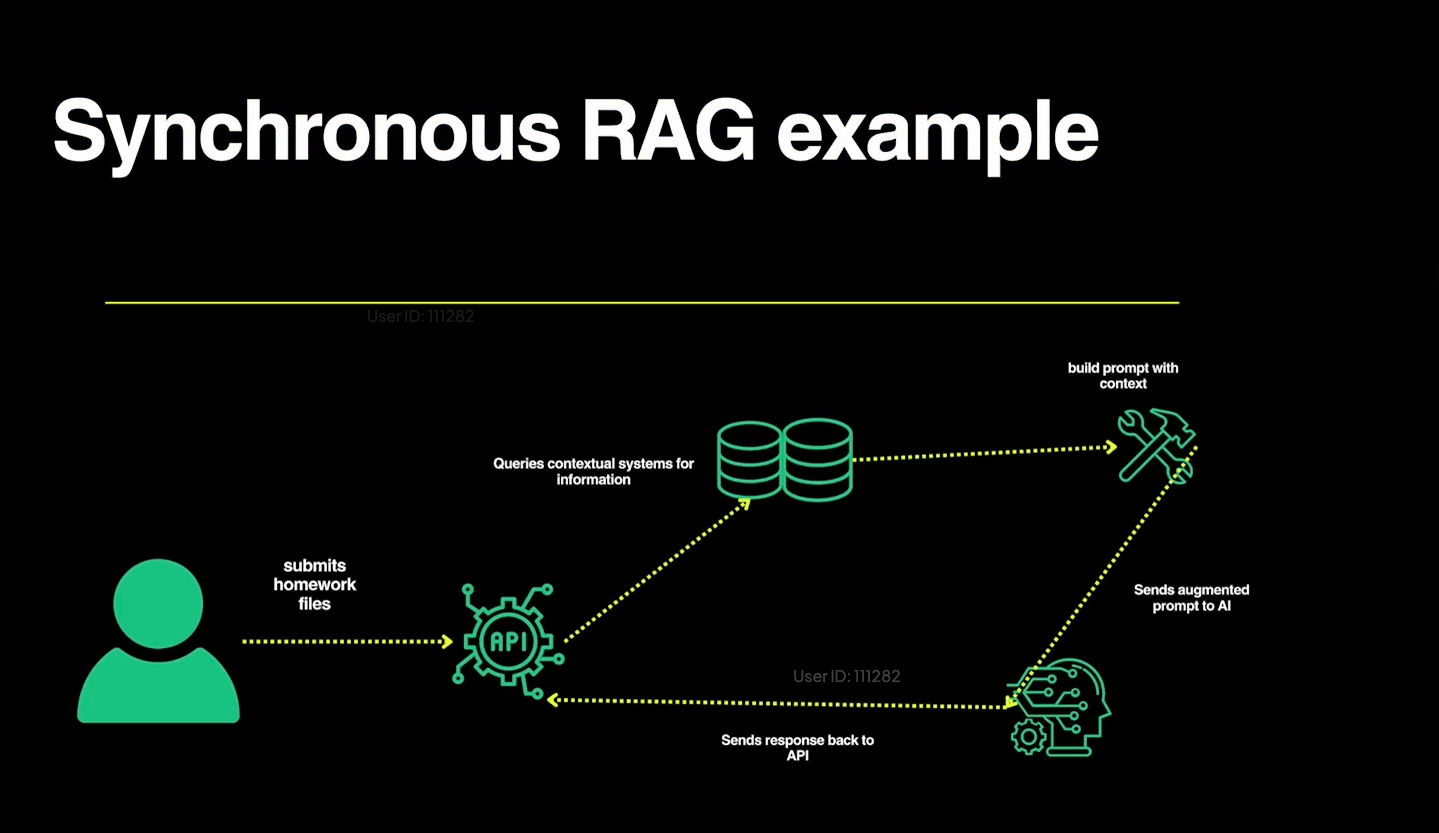 Synchronous RAG example
User ID: 111282
build prompt with
context
Queries contextual systems for
information
submits
homework
files
API
Sends augmented
prompt to AI
User ID: 111282
Sends response back to
API